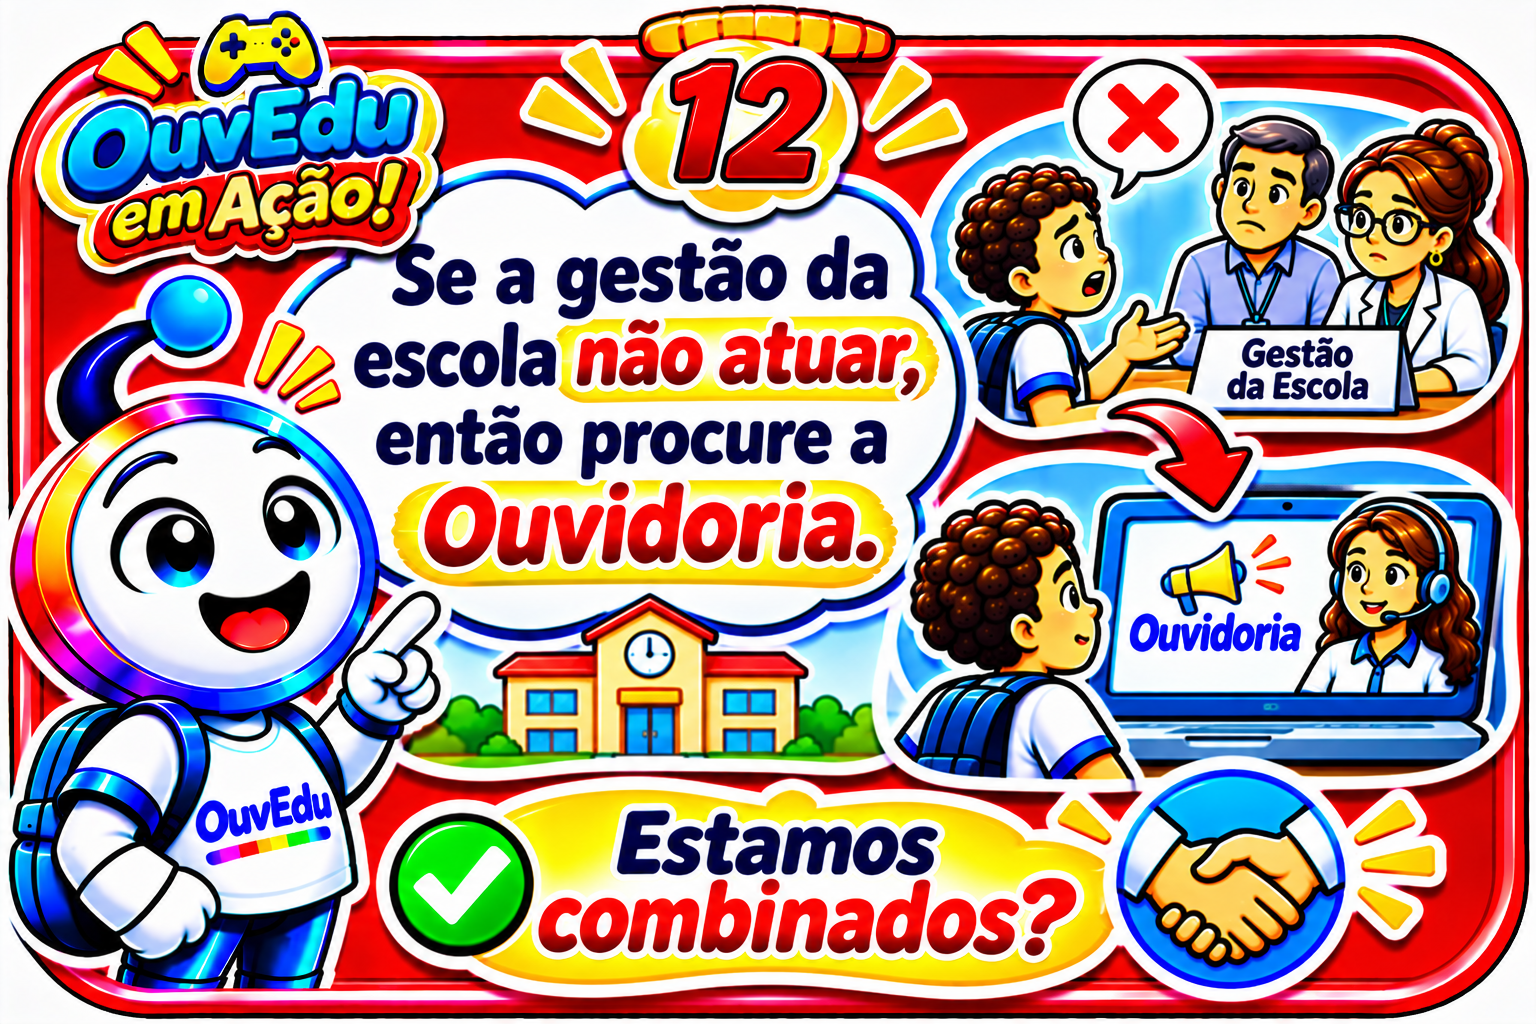 OuvEdu
em Ação!
12
Se a gestão da
escola não atuar,
então procure a
Ouvidoria.
Gestão
da Escola
Ouvidoria
OuvEdu
Estamos
combinados?